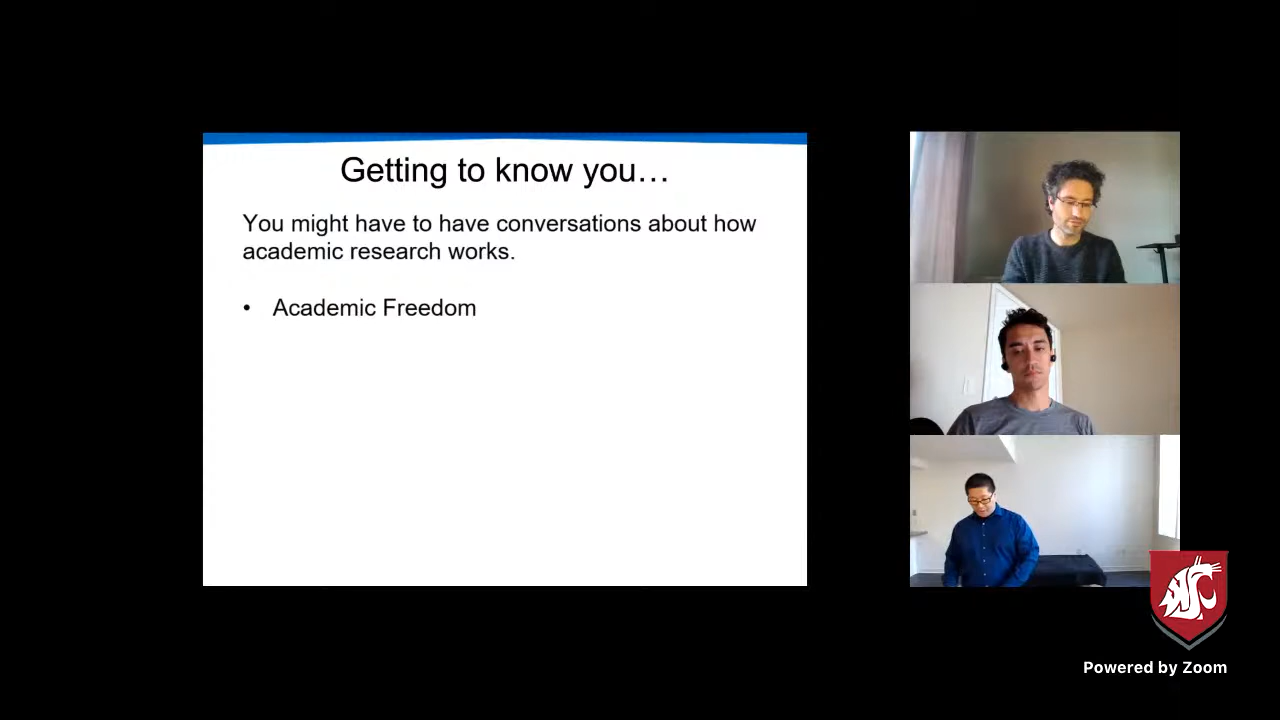 Getting to know you…
You might have to have conversations about how
academic research works.
• Academic Freedom
Powered by Zoom